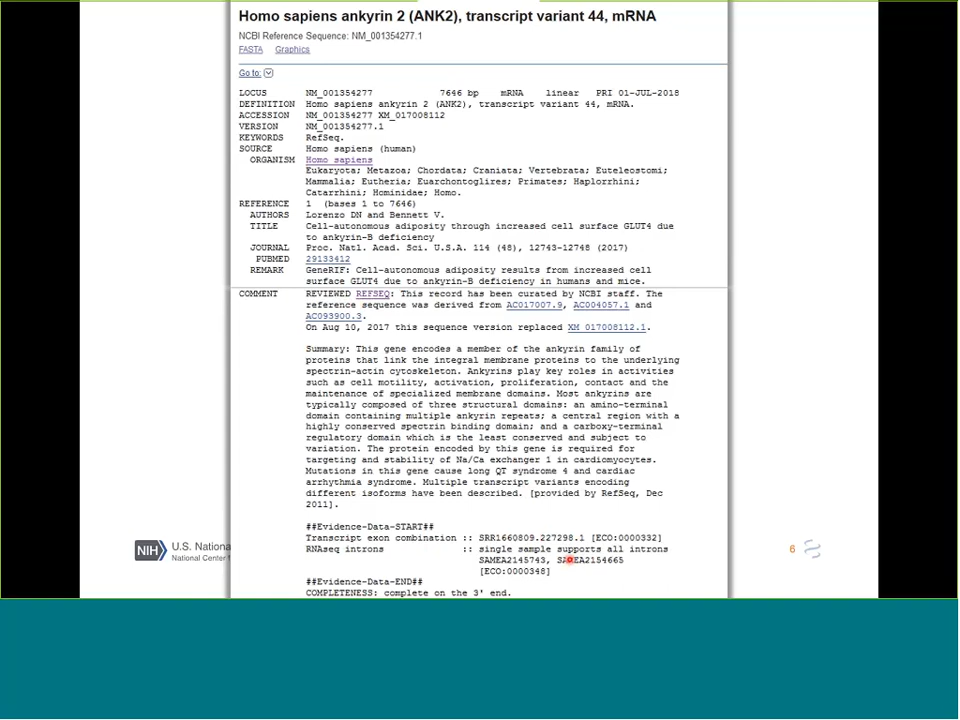 Homo sapiens ankyrin 2 (ANK2), transcript variant 44, mRNA
NCBI Reference Sequence: NM_001354277.1
FASTA Graphics
Go to:
LOCUS NM_001354277 7646 bp mRNA linear PRI 01-JUL-2018
DEFINITION Homo sapiens ankyrin 2 (ANK2), transcript variant 44, mRNA.
ACCESSION NM_001354277 XM_017008112
VERSION NM_001354277.1
KEYWORDS RefSeq.
SOURCE Homo sapiens (human)
ORGANISM Homo sapiens
Eukaryota; Metazoa; Chordata; Craniata; Vertebrata; Euteleostomi;
Mammalia; Eutheria; Euarchontoglires; Primates; Haplorrhini;
Catarrhini; Hominidae; Homo.
REFERENCE 1 (bases 1 to 7646)
AUTHORS Lorenzo DN and Bennett V.
TITLE Cell-autonomous adiposity through increased cell surface GLUT4 due
to ankyrin-B deficiency
JOURNAL Proc. Natl. Acad. Sci. U.S.A. 114 (48), 12743-12748 (2017)
PUBMED 29133412
REMARK GeneRIF: Cell-autonomous adiposity results from increased cell
surface GLUT4 due to ankyrin-B deficiency in humans and mice.
COMMENT REVIEWED REFSEQ: This record has been curated by NCBI staff. The
reference sequence was derived from AC017007.9, AC004057.1 and
AC093900.3.
On Aug 10, 2017 this sequence version replaced XM_017008112.1.
Summary: This gene encodes a member of the ankyrin family of
proteins that link the integral membrane proteins to the underlying
spectrin-actin cytoskeleton. Ankyrins play key roles in activities
such as cell motility, activation, proliferation, contact and the
maintenance of specialized membrane domains. Most ankyrins are
typically composed of three structural domains: an amino-terminal
domain containing multiple ankyrin repeats; a central region with a
highly conserved spectrin binding domain; and a carboxy-terminal
regulatory domain which is the least conserved and subject to
variation. The protein encoded by this gene is required for
targeting and stability of Na/Ca exchanger 1 in cardiomyocytes.
Mutations in this gene cause long QT syndrome 4 and cardiac
arrhythmia syndrome. Multiple transcript variants encoding
different isoforms have been described. [provided by RefSeq, Dec
2011].
##Evidence-Data-START##
Transcript exon combination :: SRR1660809.227298.1 [ECO:0000332]
RNAseq introns :: single sample supports all introns
SAMEA2145743, SAMEA2154665
[ECO:0000348]
##Evidence-Data-END##
COMPLETENESS: complete on the 3' end.
NIH U.S. Nationa
National Center
6